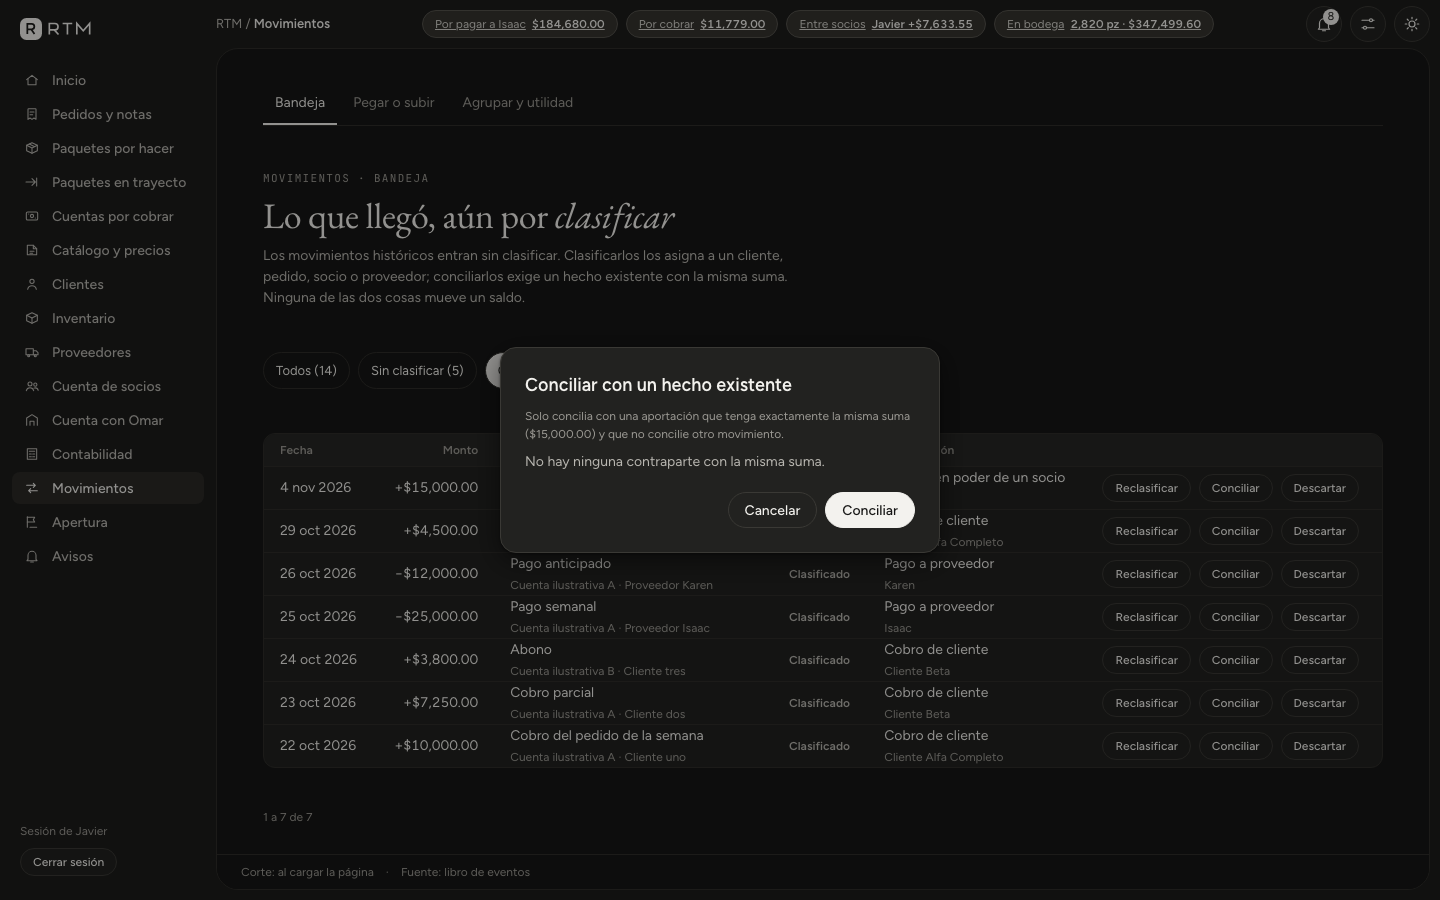 R RTM
RTM / Movimientos
Por pagar a Isaac $184,680.00
Por cobrar $11,779.00
Entre socios Javier +$7,633.55
En bodega 2,820 pz · $347,499.60
8
Inicio
Pedidos y notas
Paquetes por hacer
Paquetes en trayecto
Cuentas por cobrar
Catálogo y precios
Clientes
Inventario
Proveedores
Cuenta de socios
Cuenta con Omar
Contabilidad
Movimientos
Apertura
Avisos
Sesión de Javier
Cerrar sesión
Bandeja Pegar o subir Agrupar y utilidad
MOVIMIENTOS · BANDEJA
Lo que llegó, aún por clasificar
Los movimientos históricos entran sin clasificar. Clasificarlos los asigna a un cliente,
pedido, socio o proveedor; conciliarlos exige un hecho existente con la misma suma.
Ninguna de las dos cosas mueve un saldo.
Todos (14) Sin clasificar (5)
Conciliar con un hecho existente
Solo concilia con una aportación que tenga exactamente la misma suma
($15,000.00) y que no concilie otro movimiento.
No hay ninguna contraparte con la misma suma.
Cancelar Conciliar
Fecha Monto
4 nov 2026 +$15,000.00 en poder de un socio Reclasificar Conciliar Descartar
29 oct 2026 +$4,500.00 cliente Reclasificar Conciliar Descartar
Completo
26 oct 2026 −$12,000.00 Pago anticipado Clasificado Pago a proveedor Reclasificar Conciliar Descartar
Cuenta ilustrativa A · Proveedor Karen Karen
25 oct 2026 −$25,000.00 Pago semanal Clasificado Pago a proveedor Reclasificar Conciliar Descartar
Cuenta ilustrativa A · Proveedor Isaac Isaac
24 oct 2026 +$3,800.00 Abono Clasificado Cobro de cliente Reclasificar Conciliar Descartar
Cuenta ilustrativa B · Cliente tres Cliente Beta
23 oct 2026 +$7,250.00 Cobro parcial Clasificado Cobro de cliente Reclasificar Conciliar Descartar
Cuenta ilustrativa A · Cliente dos Cliente Beta
22 oct 2026 +$10,000.00 Cobro del pedido de la semana Clasificado Cobro de cliente Reclasificar Conciliar Descartar
Cuenta ilustrativa A · Cliente uno Cliente Alfa Completo
1 a 7 de 7
Corte: al cargar la página · Fuente: libro de eventos